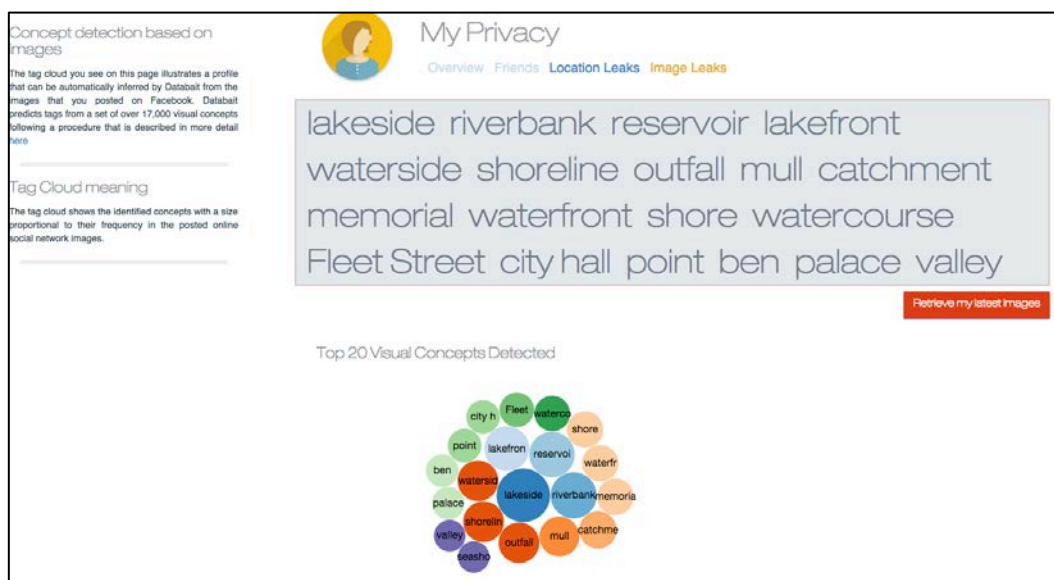 Concept detection based on
images
The tag cloud you see on this page illustrates a profile
that can be automatically inferred by Databait from the
images that you posted on Facebook. Databait
predicts tags from a set of over 17,000 visual concepts
following a procedure that is described in more detail
here
Tag Cloud meaning
The tag cloud shows the identified concepts with a size
proportional to their frequency in the posted online
social network images.
My Privacy
Overview Friends Location Leaks Image Leaks
lakeside riverbank reservoir lakefront
waterside shoreline outfall mull catchment
memorial waterfront shore watercourse
Fleet Street city hall point ben palace valley
Retrieve my latest images
Top 20 Visual Concepts Detected
city h
Fleet
waterco
shore
point
lakefron
reservoi
waterfr
ben
watersid
lakeside
riverbank
memoria
palace
shorelin
outfall
mull
catchme
valley
seasho